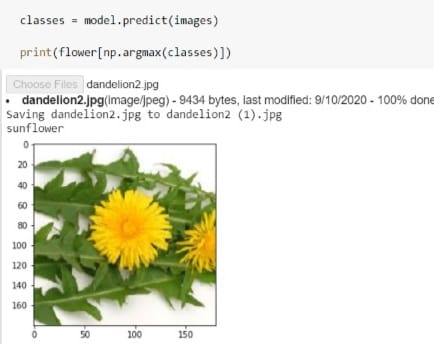 classes = model.predict(images)
print(flower[np.argmax(classes)])
Choose Files dandelion2.jpg
• dandelion2.jpg(image/jpeg) - 9434 bytes, last modified: 9/10/2020 - 100% done
Saving dandelion2.jpg to dandelion2 (1).jpg
sunflower
0
20
40
60
80
100
120
140
160
0 50 100 150